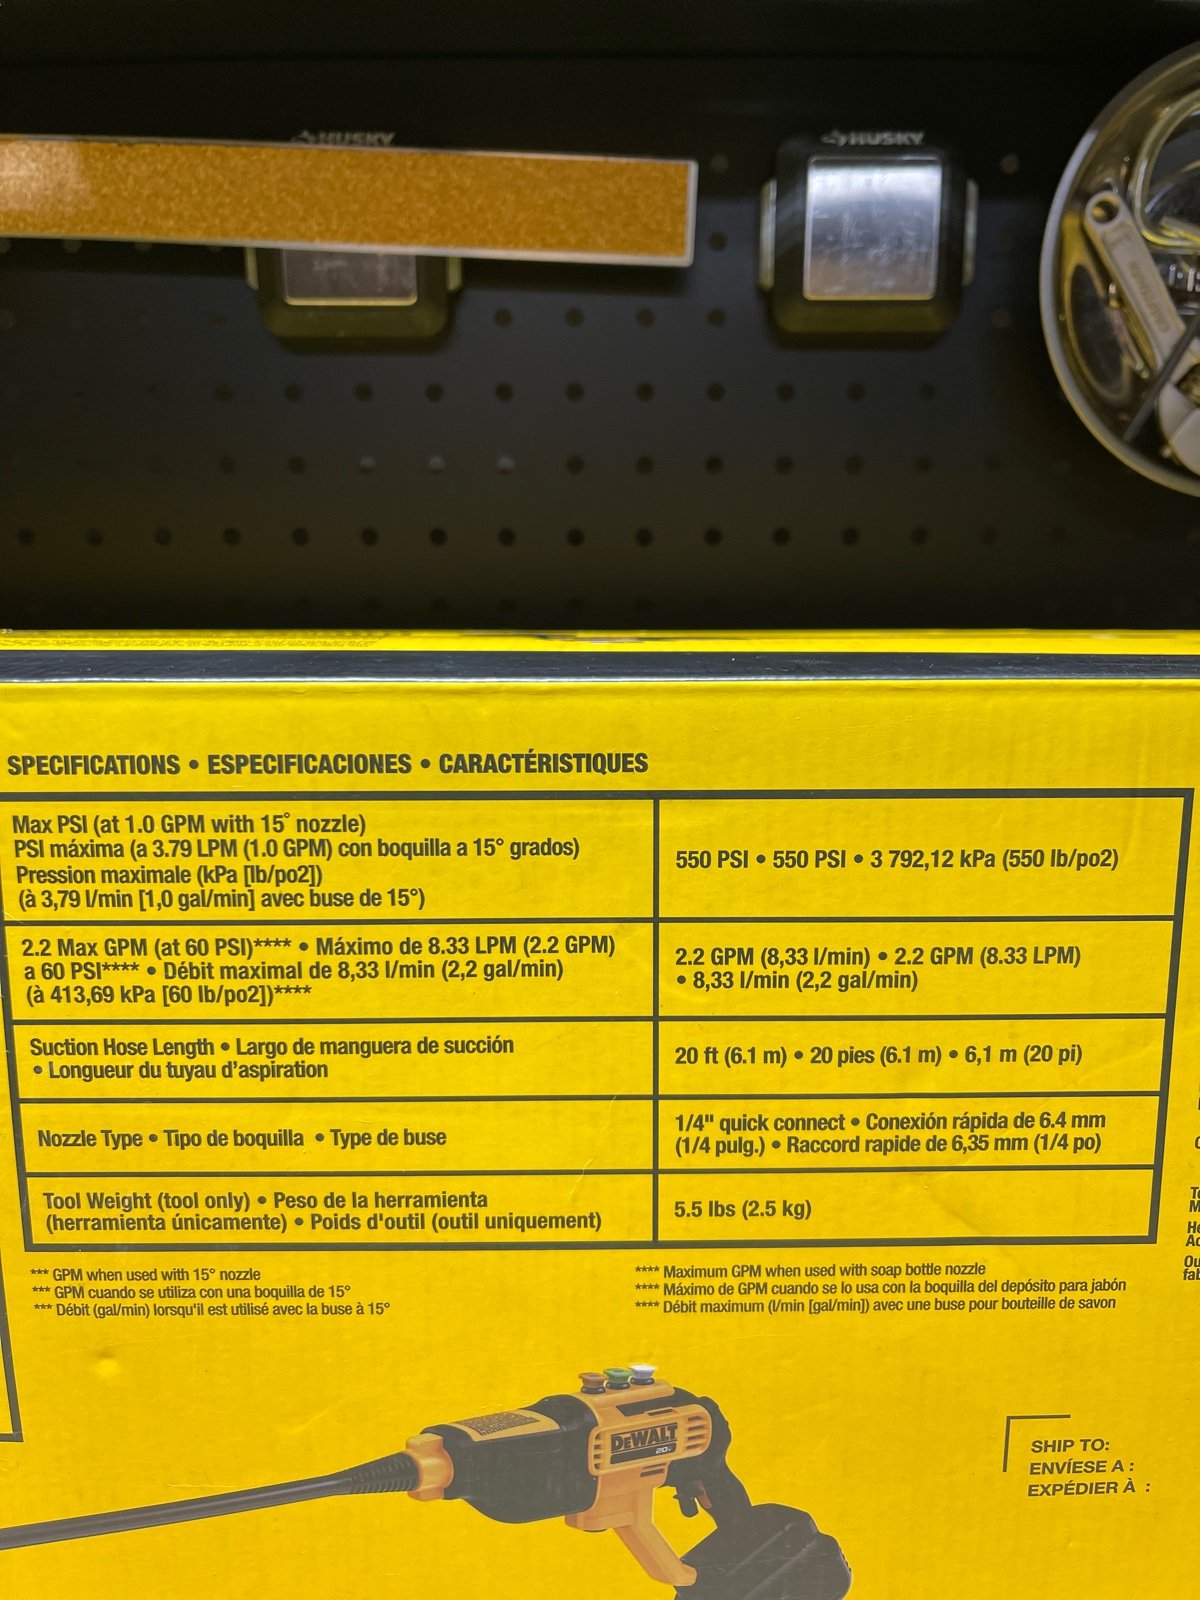 HUSKY
HUSKY
SPECIFICATIONS • ESPECIFICACIONES • CARACTÉRISTIQUES
Max PSI (at 1.0 GPM with 15° nozzle)
PSI máxima (a 3.79 LPM (1.0 GPM) con boquilla a 15° grados)
Pression maximale (kPa [lb/po2])
(à 3,79 l/min [1,0 gal/min] avec buse de 15°)
550 PSI • 550 PSI • 3 792,12 kPa (550 lb/po2)
2.2 Max GPM (at 60 PSI)**** • Máximo de 8.33 LPM (2.2 GPM)
a 60 PSI**** • Débit maximal de 8,33 l/min (2,2 gal/min)
(à 413,69 kPa [60 lb/po2])****
2.2 GPM (8,33 l/min) • 2.2 GPM (8.33 LPM)
• 8,33 l/min (2,2 gal/min)
Suction Hose Length • Largo de manguera de succión
• Longueur du tuyau d'aspiration
20 ft (6.1 m) • 20 pies (6.1 m) • 6,1 m (20 pi)
Nozzle Type • Tipo de boquilla • Type de buse
1/4" quick connect • Conexión rápida de 6.4 mm
(1/4 pulg.) • Raccord rapide de 6,35 mm (1/4 po)
Tool Weight (tool only) • Peso de la herramienta
(herramienta únicamente) • Poids d'outil (outil uniquement)
5.5 lbs (2.5 kg)
*** GPM when used with 15° nozzle
*** GPM cuando se utiliza con una boquilla de 15°
*** Débit (gal/min) lorsqu'il est utilisé avec la buse à 15°
**** Maximum GPM when used with soap bottle nozzle
**** Máximo de GPM cuando se lo usa con la boquilla del depósito para jabón
**** Débit maximum (l/min [gal/min]) avec une buse pour bouteille de savon
DEWALT
20v
SHIP TO:
ENVÍESE A :
EXPÉDIER À :